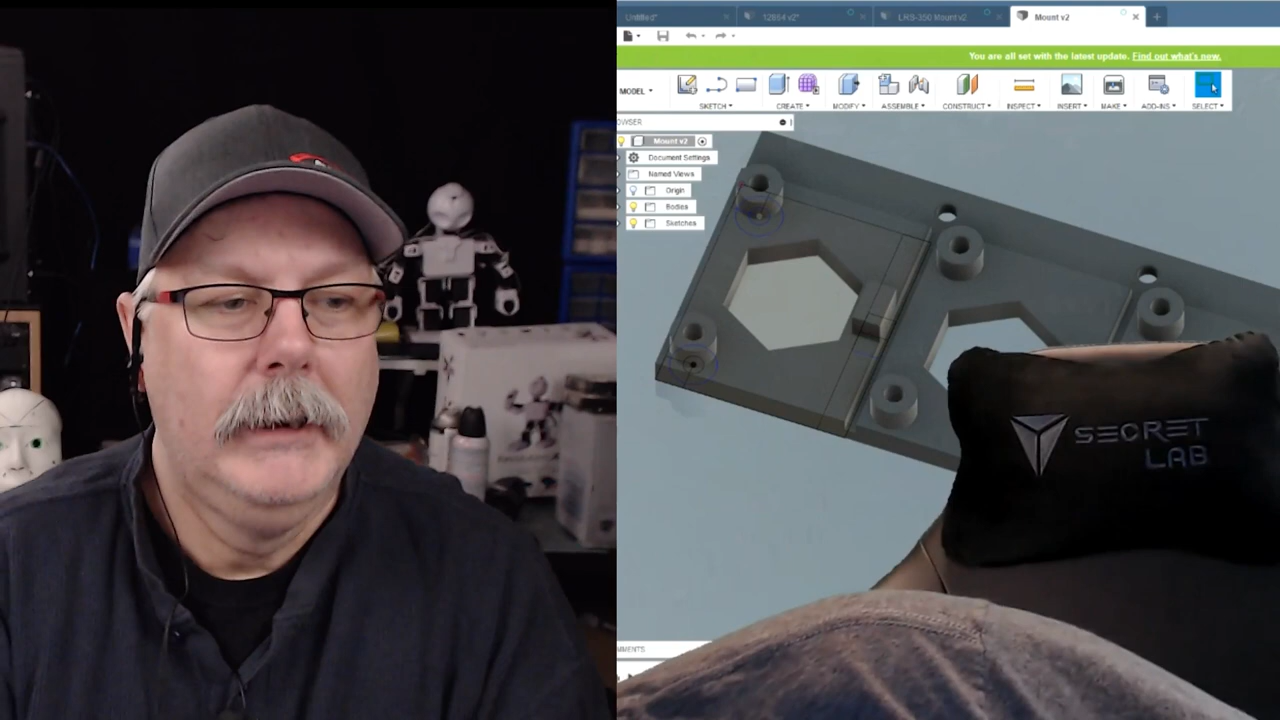 Untitled*
12864 v2*
LRS-350 Mount v2
Mount v2
You are all set with the latest update. Find out what's new.
MODEL
SKETCH
CREATE
MODIFY
ASSEMBLE
CONSTRUCT
INSPECT
INSERT
MAKE
ADD-INS
SELECT
OWSER
Mount v2
Document Settings
Named Views
Origin
Bodies
Sketches
SECRET
LAB
MMENTS